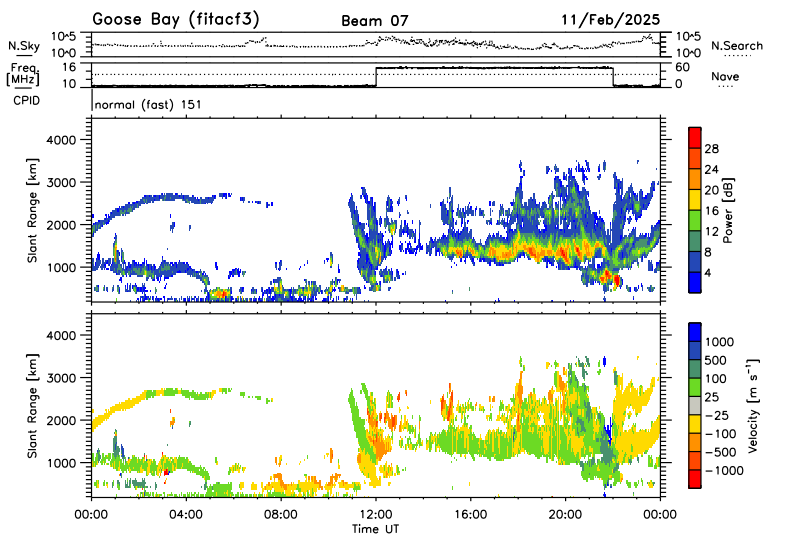 Goose Bay (fitacf3) Beam 07 11/Feb/2025
N.Sky 10^5 10^0 10^5 10^0 N.Search
Freq. [MHz] 16 10 60 0 Nave
CPID normal (fast) 151
4000
3000
2000
1000
Slant Range [km]
28
24
20
16
12
8
4
Power [dB]
4000
3000
2000
1000
Slant Range [km]
1000
500
100
25
-25
-100
-500
-1000
Velocity [m s⁻¹]
00:00 04:00 08:00 12:00 16:00 20:00 00:00
Time UT